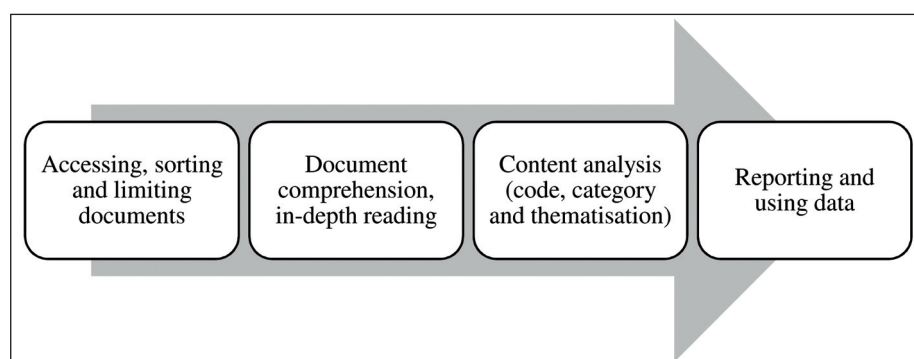 Accessing, sorting
and limiting
documents
Document
comprehension,
in-depth reading
Content analysis
(code, category
and thematisation)
Reporting and
using data